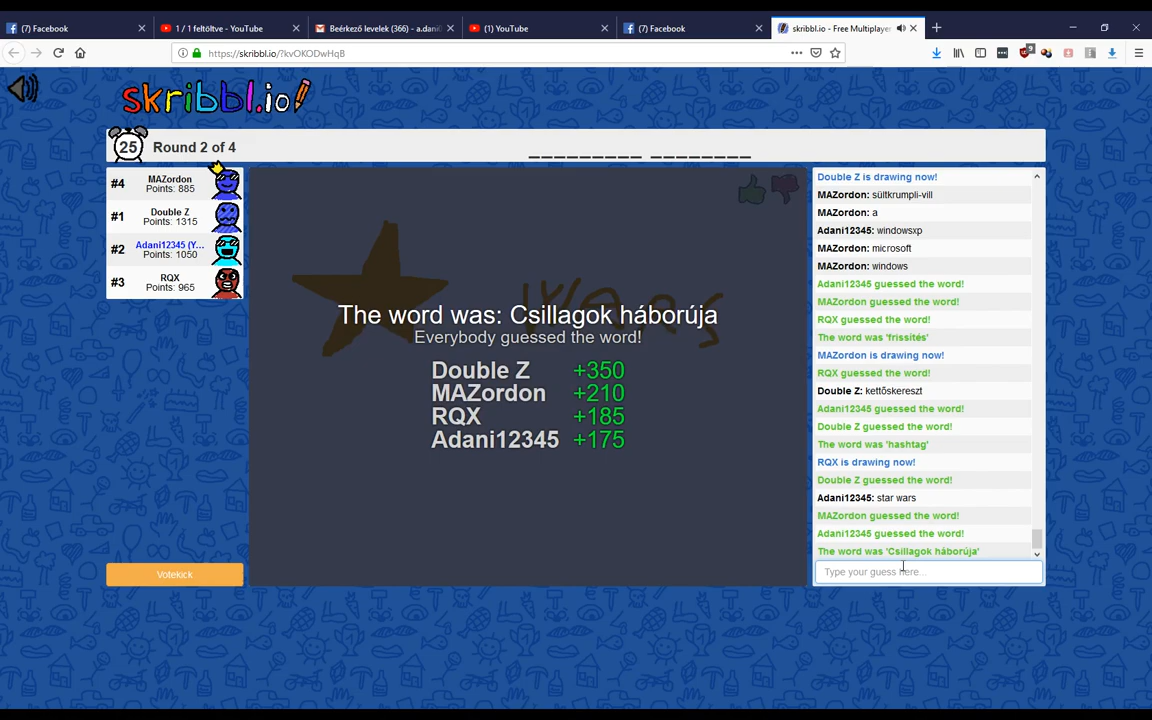 (7) Facebook
1 / 1 feltöltve - YouTube
Beérkező levelek (366) - a.dani
(1) YouTube
(7) Facebook
skribbl.io - Free Multiplayer
https://skribbl.io/?kvOKODwHqB
9
skribbl.io
25
Round 2 of 4
_________ ________
#4
MAZordon
Points: 885
#1
Double Z
Points: 1315
#2
Adani12345 (Y...
Points: 1050
#3
RQX
Points: 965
Votekick
wars
The word was: Csillagok háborúja
Everybody guessed the word!
Double Z +350
MAZordon +210
RQX +185
Adani12345 +175
Double Z is drawing now!
MAZordon: sültkrumpli-vill
MAZordon: a
Adani12345: windowsxp
MAZordon: microsoft
MAZordon: windows
Adani12345 guessed the word!
MAZordon guessed the word!
RQX guessed the word!
The word was 'frissítés'
MAZordon is drawing now!
RQX guessed the word!
Double Z: kettőskereszt
Adani12345 guessed the word!
Double Z guessed the word!
The word was 'hashtag'
RQX is drawing now!
Double Z guessed the word!
Adani12345: star wars
MAZordon guessed the word!
Adani12345 guessed the word!
The word was 'Csillagok háborúja'
Type your guess here...